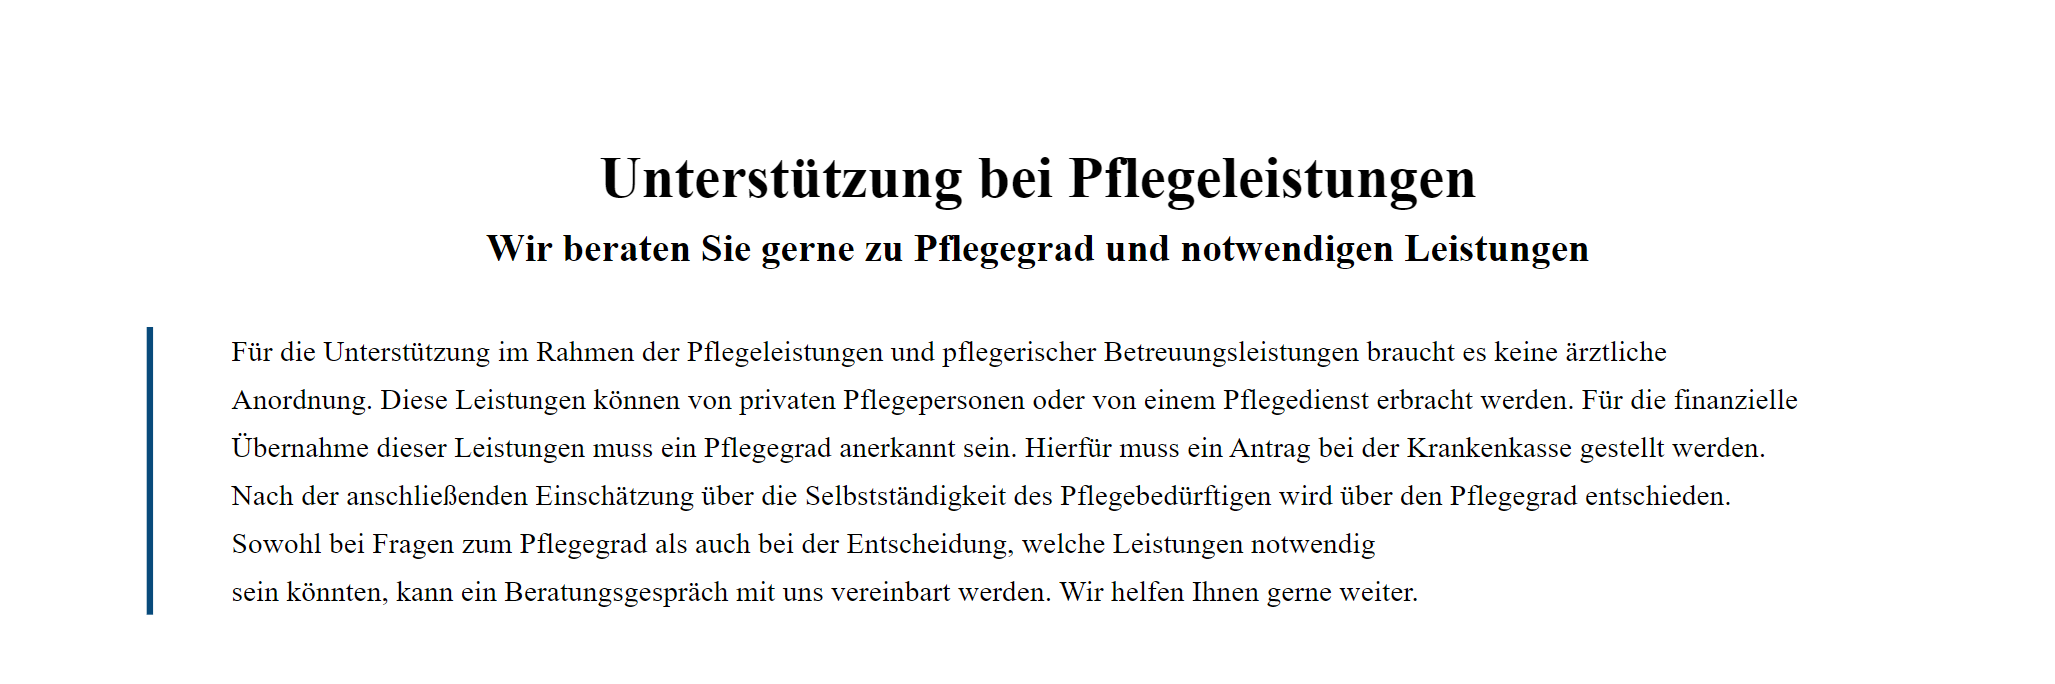 Unterstützung bei Pflegeleistungen
Wir beraten Sie gerne zu Pflegegrad und notwendigen Leistungen
Für die Unterstützung im Rahmen der Pflegeleistungen und pflegerischer Betreuungsleistungen braucht es keine ärztliche
Anordnung. Diese Leistungen können von privaten Pflegepersonen oder von einem Pflegedienst erbracht werden. Für die finanzielle
Übernahme dieser Leistungen muss ein Pflegegrad anerkannt sein. Hierfür muss ein Antrag bei der Krankenkasse gestellt werden.
Nach der anschließenden Einschätzung über die Selbstständigkeit des Pflegebedürftigen wird über den Pflegegrad entschieden.
Sowohl bei Fragen zum Pflegegrad als auch bei der Entscheidung, welche Leistungen notwendig
sein könnten, kann ein Beratungsgespräch mit uns vereinbart werden. Wir helfen Ihnen gerne weiter.